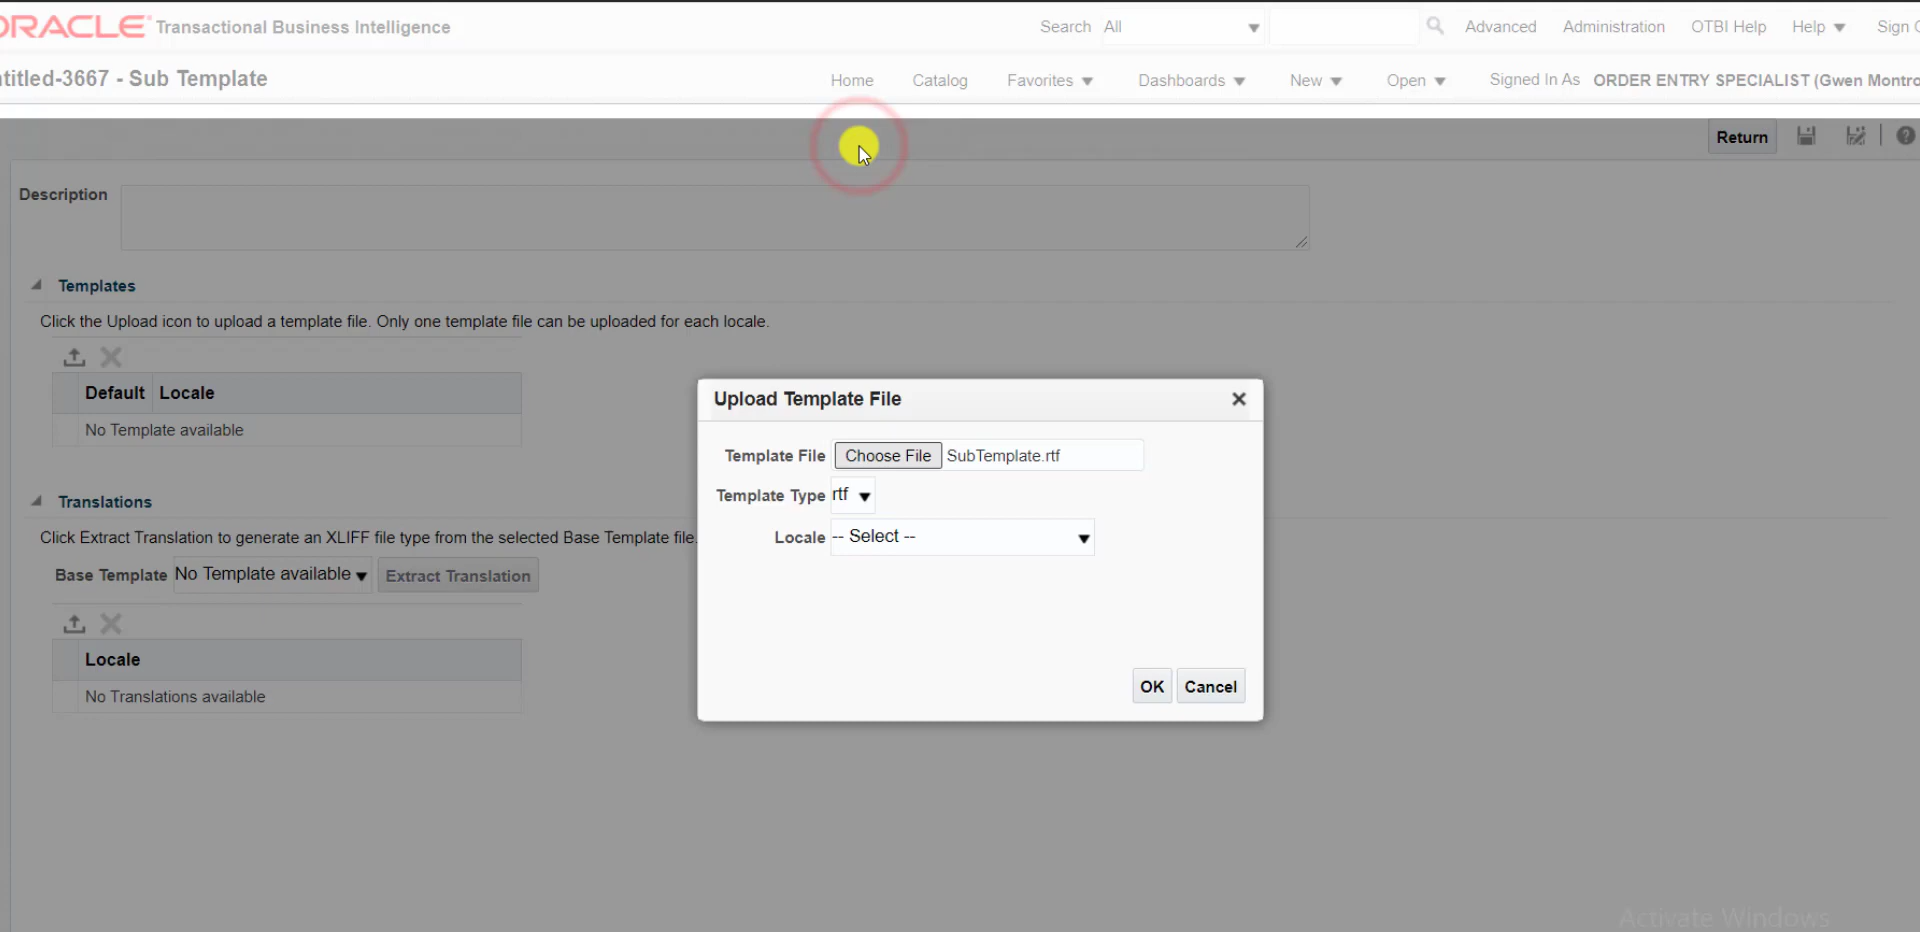 ORACLE Transactional Business Intelligence Search All Advanced Administration OTBI Help Help Sign
titled-3667 - Sub Template Home Catalog Favorites Dashboards New Open Signed In As ORDER ENTRY SPECIALIST (Gwen Montro
Return
Description
Templates
Click the Upload icon to upload a template file. Only one template file can be uploaded for each locale.
Default Locale
No Template available
Translations
Click Extract Translation to generate an XLIFF file type from the selected Base Template file.
Base Template No Template available Extract Translation
Locale
No Translations available
Upload Template File
Template File Choose File SubTemplate.rtf
Template Type rtf
Locale -- Select --
OK Cancel
Activate Windows